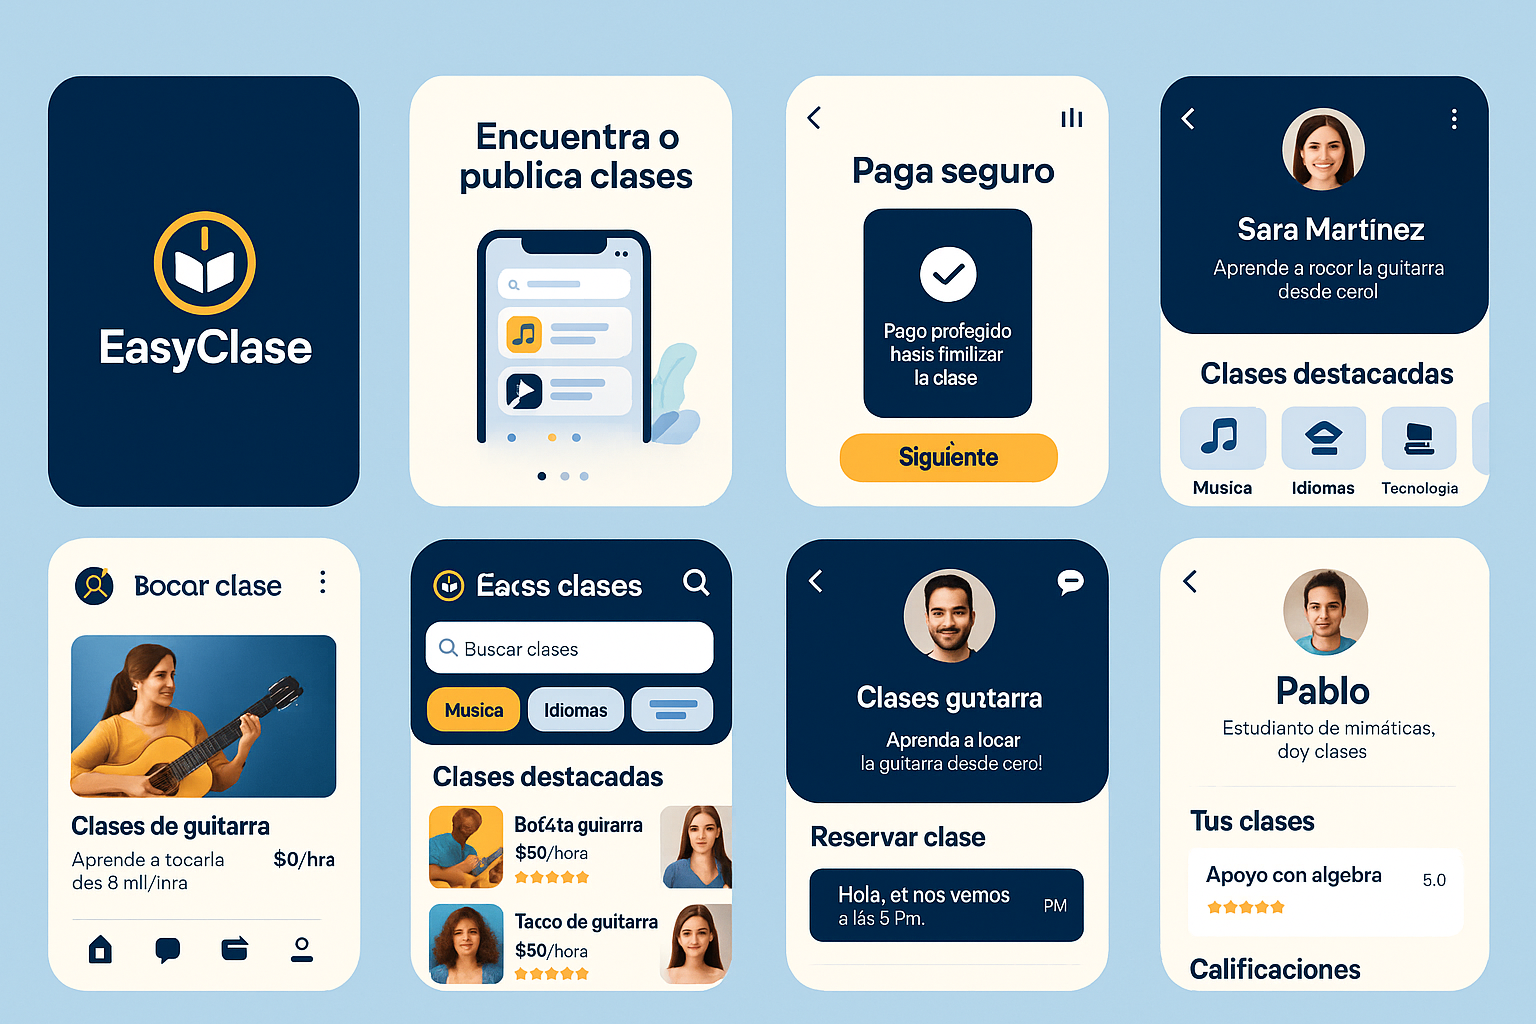 EasyClase
Encuentra o
publica clases
Paga seguro
Pago profegido
hasis fimilizar
la clase
Siguiente
Sara Martínez
Aprende a rocor la guitarra
desde cerol
Clases destacacdas
Musica
Idiomas
Tecnologia
Bocar clase
Clases de guitarra
Aprende a tocarla
des 8 mll/inra
$0/hra
Eacss clases
Buscar clases
Musica
Idiomas
Clases destacadas
Bof4ta guirarra
$50/hora
Tacco de guitarra
$50/hora
Clases guıtarra
Aprenda a locar
la guitarra desde cero!
Reservar clase
Hola, et nos vemos
a lás 5 Pm.
PM
Pablo
Estudianto de mimáticas,
doy clases
Tus clases
Apoyo con algebra
5.0
Calificaciones